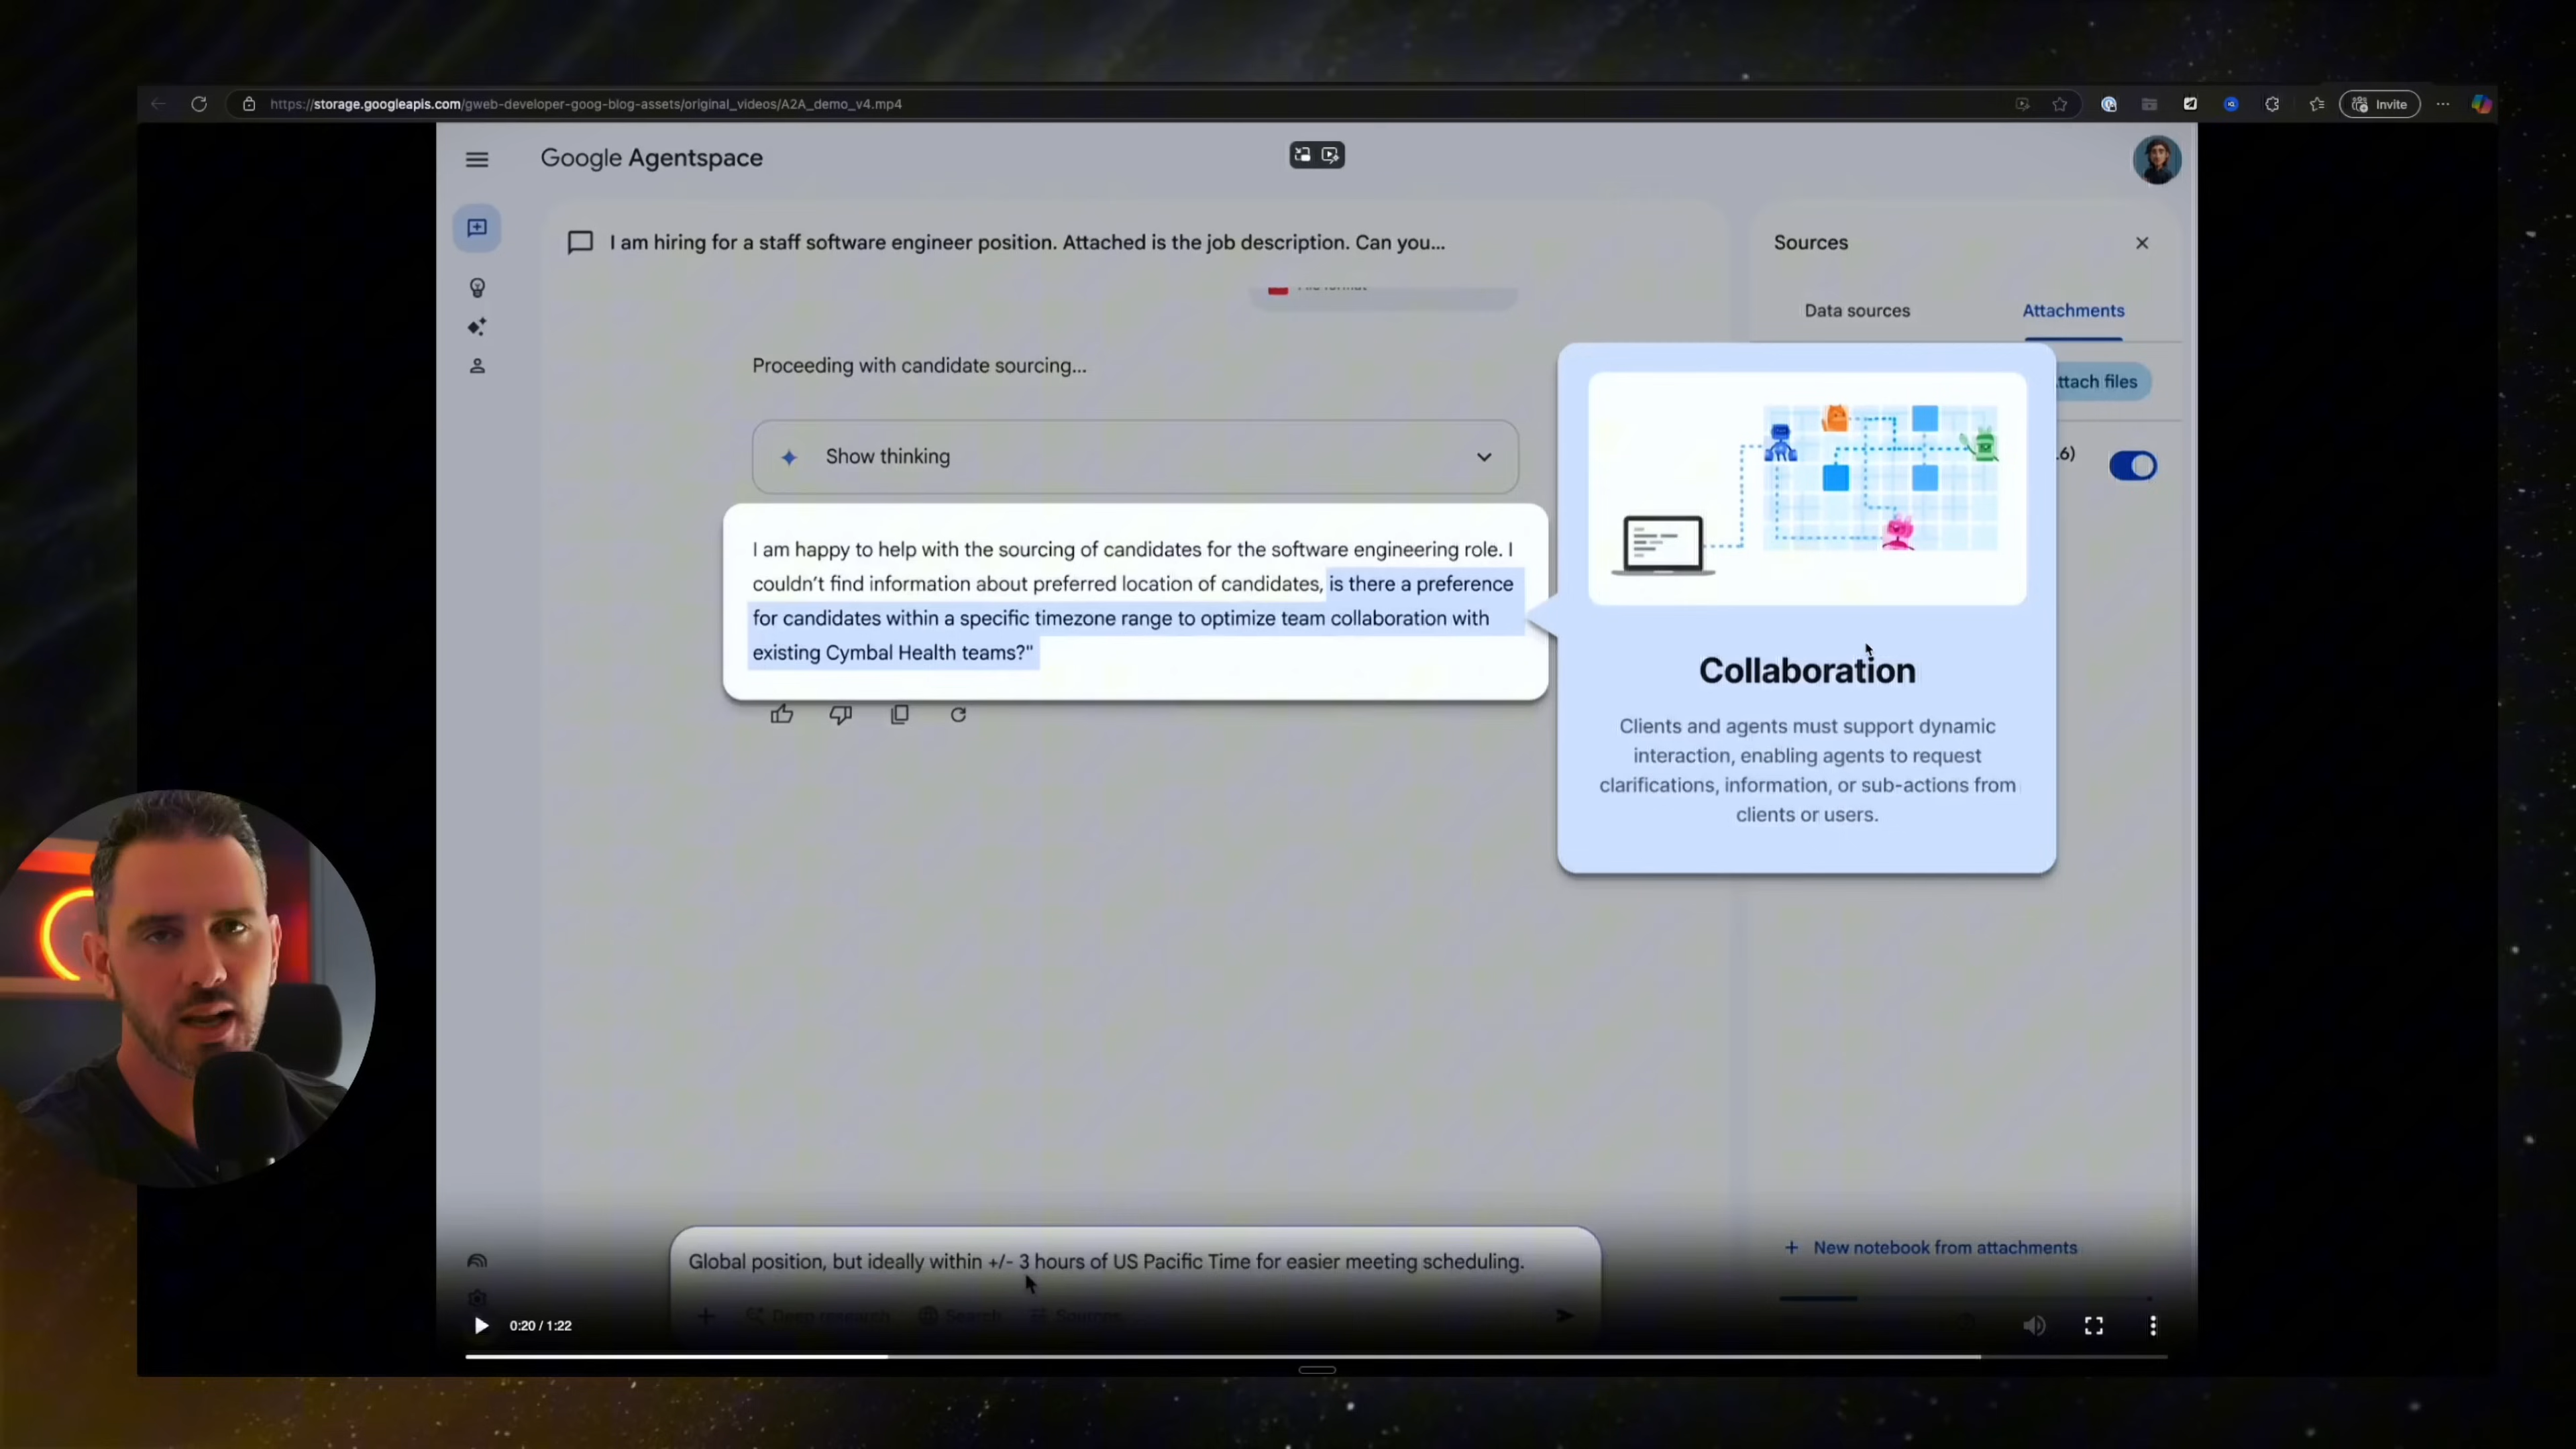 https://storage.googleapis.com/gweb-developer-goog-blog-assets/original_videos/A2A_demo_v4.mp4
Invite
Google Agentspace
I am hiring for a staff software engineer position. Attached is the job description. Can you...
Sources
Data sources
Attachments
Proceeding with candidate sourcing...
ttach files
Show thinking
.6)
I am happy to help with the sourcing of candidates for the software engineering role. I
couldn't find information about preferred location of candidates, is there a preference
for candidates within a specific timezone range to optimize team collaboration with
existing Cymbal Health teams?"
Collaboration
Clients and agents must support dynamic
interaction, enabling agents to request
clarifications, information, or sub-actions from
clients or users.
New notebook from attachments
Global position, but ideally within +/- 3 hours of US Pacific Time for easier meeting scheduling.
Deep research
Search
Sources
0:20 / 1:22